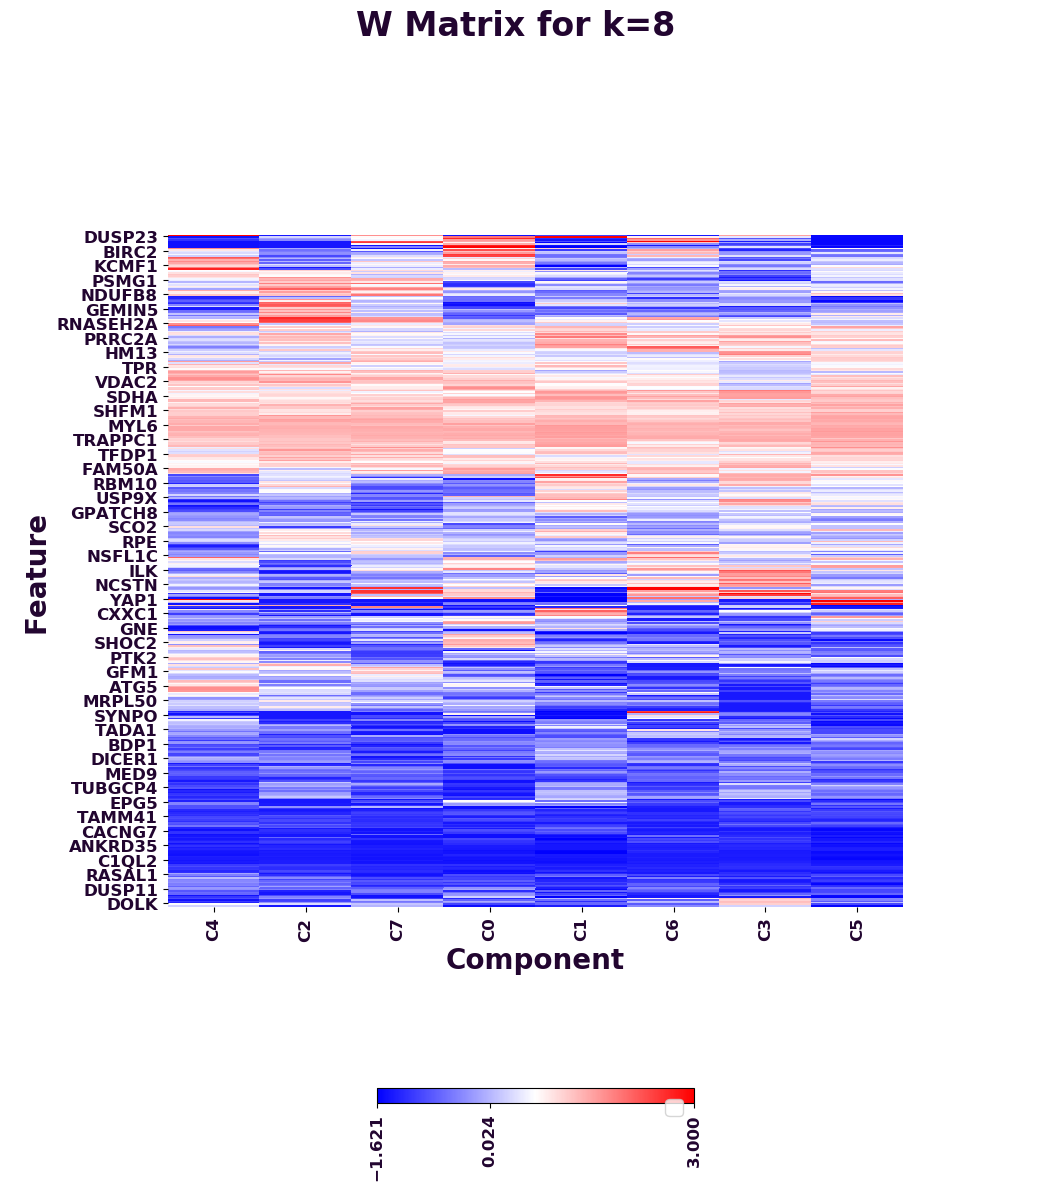 W Matrix for k=8
Feature
DUSP23
BIRC2
KCMF1
PSMG1
NDUFB8
GEMIN5
RNASEH2A
PRRC2A
HM13
TPR
VDAC2
SDHA
SHFM1
MYL6
TRAPPC1
TFDP1
FAM50A
RBM10
USP9X
GPATCH8
SCO2
RPE
NSFL1C
ILK
NCSTN
YAP1
CXXC1
GNE
SHOC2
PTK2
GFM1
ATG5
MRPL50
SYNPO
TADA1
BDP1
DICER1
MED9
TUBGCP4
EPG5
TAMM41
CACNG7
ANKRD35
C1QL2
RASAL1
DUSP11
DOLK
C4 C2 C7 C0 C1 C6 C3 C5
Component
−1.621 0.024 3.000